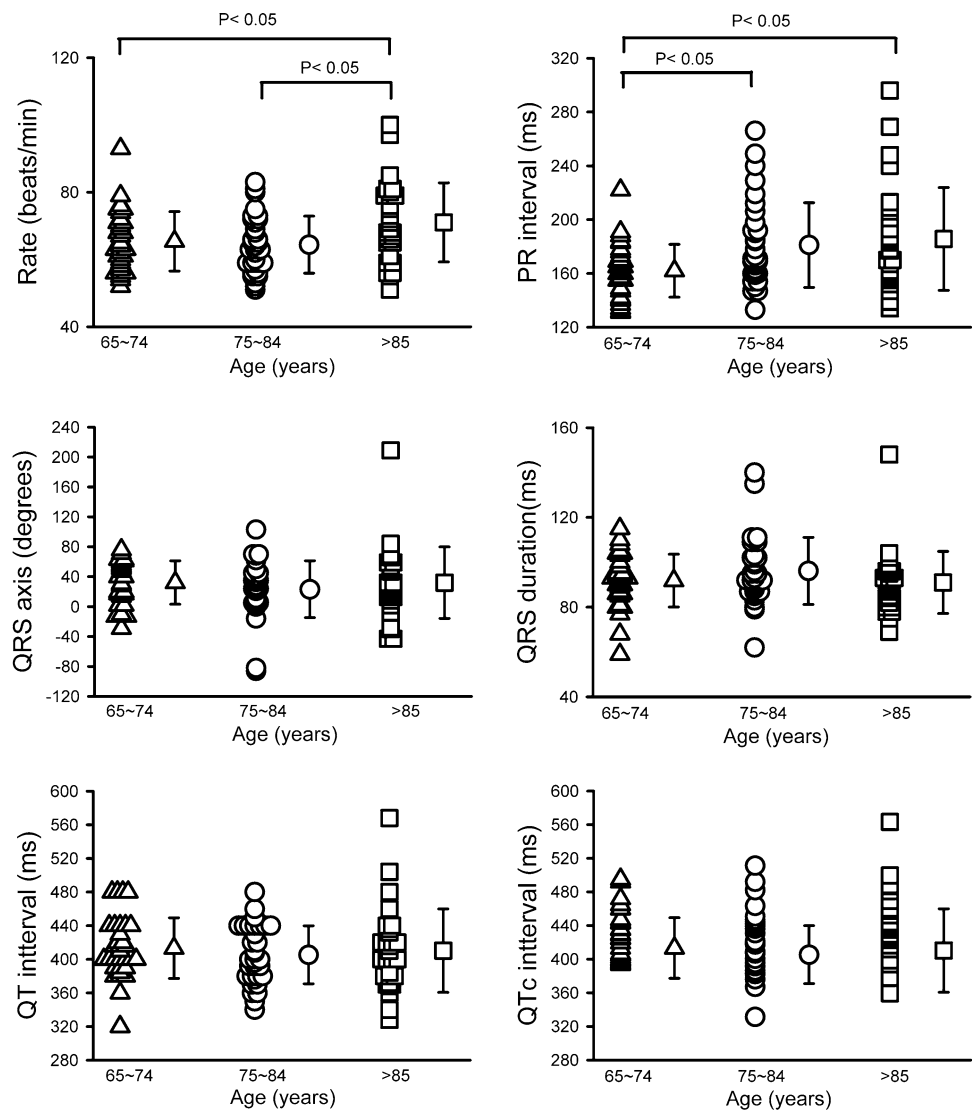 P< 0.05
P< 0.05
120
80
40
Rate (beats/min)
65~74 75~84 >85
Age (years)
P< 0.05
P< 0.05
320
280
240
200
160
120
PR interval (ms)
65~74 75~84 >85
Age (years)
240
200
160
120
80
40
0
-40
-80
-120
QRS axis (degrees)
65~74 75~84 >85
Age (years)
160
120
80
40
QRS duration(ms)
65~74 75~84 >85
Age (years)
600
560
520
480
440
400
360
320
280
QT intterval (ms)
65~74 75~84 >85
Age (years)
600
560
520
480
440
400
360
320
280
QTc intterval (ms)
65~74 75~84 >85
Age (years)